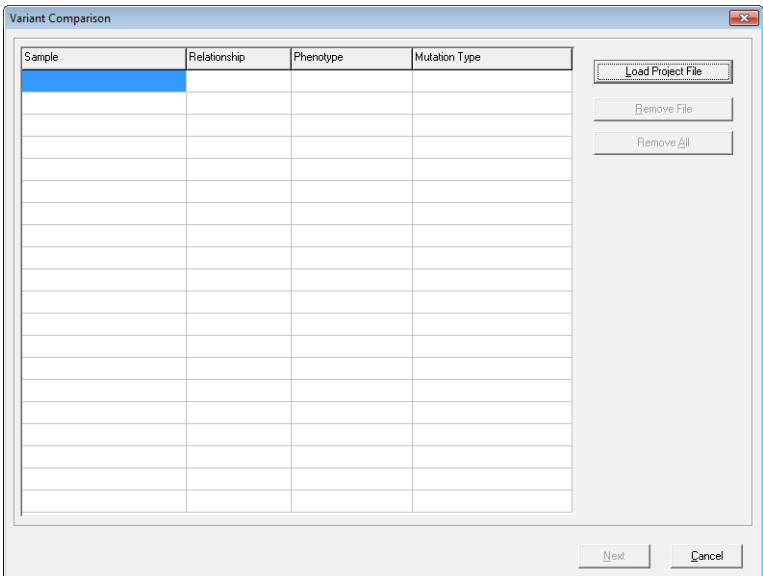 Variant Comparison
Sample Relationship Phenotype Mutation Type
Load Project File
Remove File
Remove All
Next Cancel